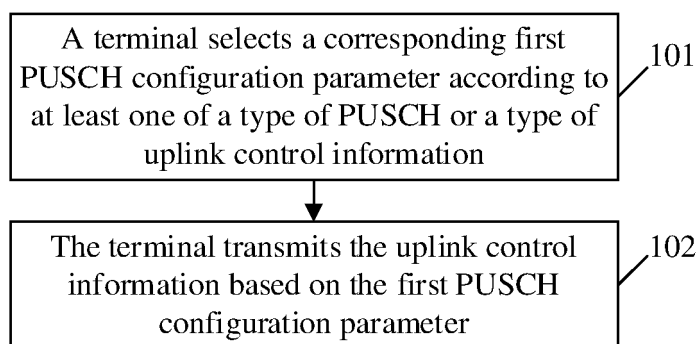 A terminal selects a corresponding first
PUSCH configuration parameter according to
at least one of a type of PUSCH or a type of
uplink control information
101
The terminal transmits the uplink control
information based on the first PUSCH
configuration parameter
102